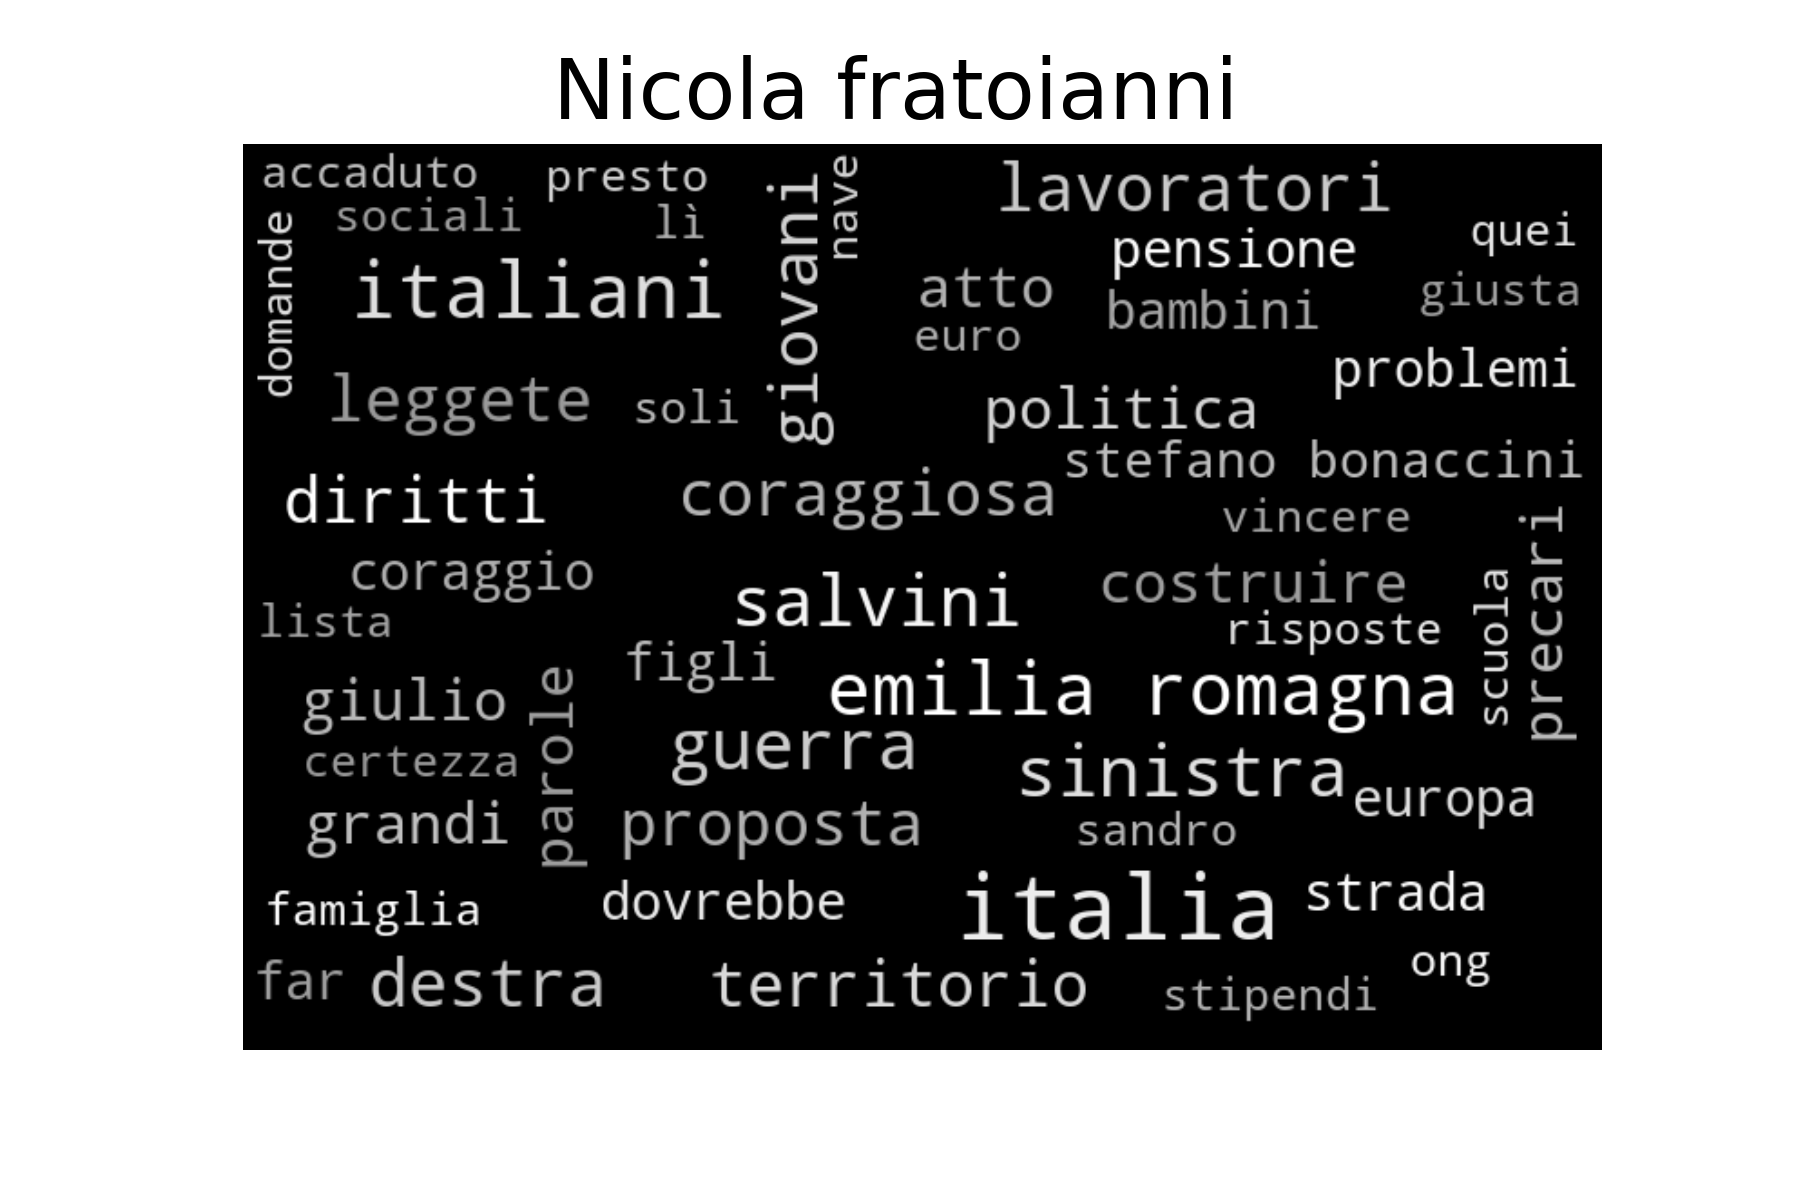 Nicola fratoianni
accaduto
presto
giovani
nave
lavoratori
domande
sociali
lì
quei
pensione
italiani
atto
bambini
giusta
euro
problemi
leggete
soli
politica
stefano bonaccini
diritti
coraggiosa
vincere
precari
coraggio
salvini
costruire
scuola
lista
risposte
figli
emilia romagna
giulio
parole
guerra
certezza
sinistra
europa
grandi
proposta
sandro
famiglia
dovrebbe
italia
strada
far
destra
territorio
stipendi
ong